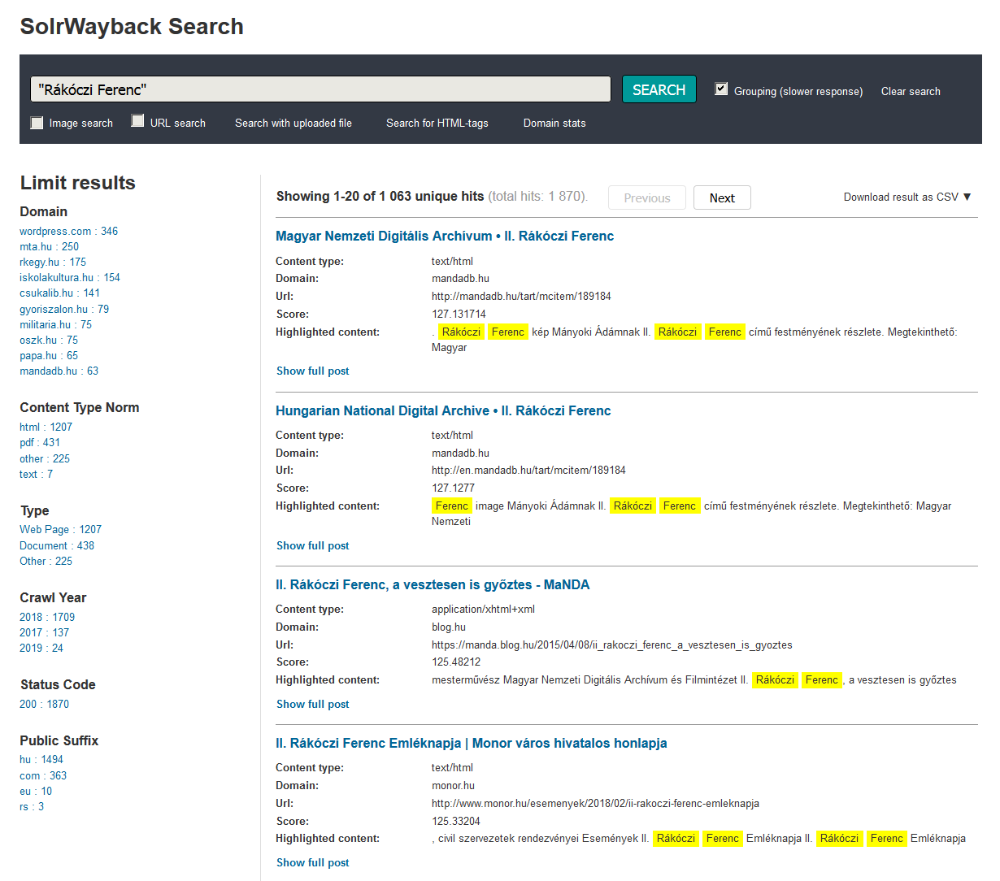 SolrWayback Search
"Rákóczi Ferenc"
SEARCH
Grouping (slower response)
Clear search
Image search
URL search
Search with uploaded file
Search for HTML-tags
Domain stats
Limit results
Domain
wordpress.com : 346
mta.hu : 250
rkegy.hu : 175
iskolakultura.hu : 154
csukalib.hu : 141
gyoriszalon.hu : 79
militaria.hu : 75
oszk.hu : 75
papa.hu : 65
mandadb.hu : 63
Content Type Norm
html : 1207
pdf : 431
other : 225
text : 7
Type
Web Page : 1207
Document : 438
Other : 225
Crawl Year
2018 : 1709
2017 : 137
2019 : 24
Status Code
200 : 1870
Public Suffix
hu : 1494
com : 363
eu : 10
rs : 3
Showing 1-20 of 1 063 unique hits (total hits: 1 870).
Previous
Next
Download result as CSV ▼
Magyar Nemzeti Digitális Archívum • II. Rákóczi Ferenc
Content type: text/html
Domain: mandadb.hu
Url: http://mandadb.hu/tart/mcitem/189184
Score: 127.131714
Highlighted content: . Rákóczi Ferenc kép Mányoki Ádámnak II. Rákóczi Ferenc című festményének részlete. Megtekinthető:
Magyar
Show full post
Hungarian National Digital Archive • II. Rákóczi Ferenc
Content type: text/html
Domain: mandadb.hu
Url: http://en.mandadb.hu/tart/mcitem/189184
Score: 127.1277
Highlighted content: Ferenc image Mányoki Ádámnak II. Rákóczi Ferenc című festményének részlete. Megtekinthető: Magyar
Nemzeti
Show full post
II. Rákóczi Ferenc, a vesztesen is győztes - MaNDA
Content type: application/xhtml+xml
Domain: blog.hu
Url: https://manda.blog.hu/2015/04/08/ii_rakoczi_ferenc_a_vesztesen_is_gyoztes
Score: 125.48212
Highlighted content: mesterművész Magyar Nemzeti Digitális Archívum és Filmintézet II. Rákóczi Ferenc, a vesztesen is győztes
Show full post
II. Rákóczi Ferenc Emléknapja | Monor város hivatalos honlapja
Content type: text/html
Domain: monor.hu
Url: http://www.monor.hu/esemenyek/2018/02/ii-rakoczi-ferenc-emleknapja
Score: 125.33204
Highlighted content: , civil szervezetek rendezvényei Események II. Rákóczi Ferenc Emléknapja II. Rákóczi Ferenc Emléknapja
Show full post